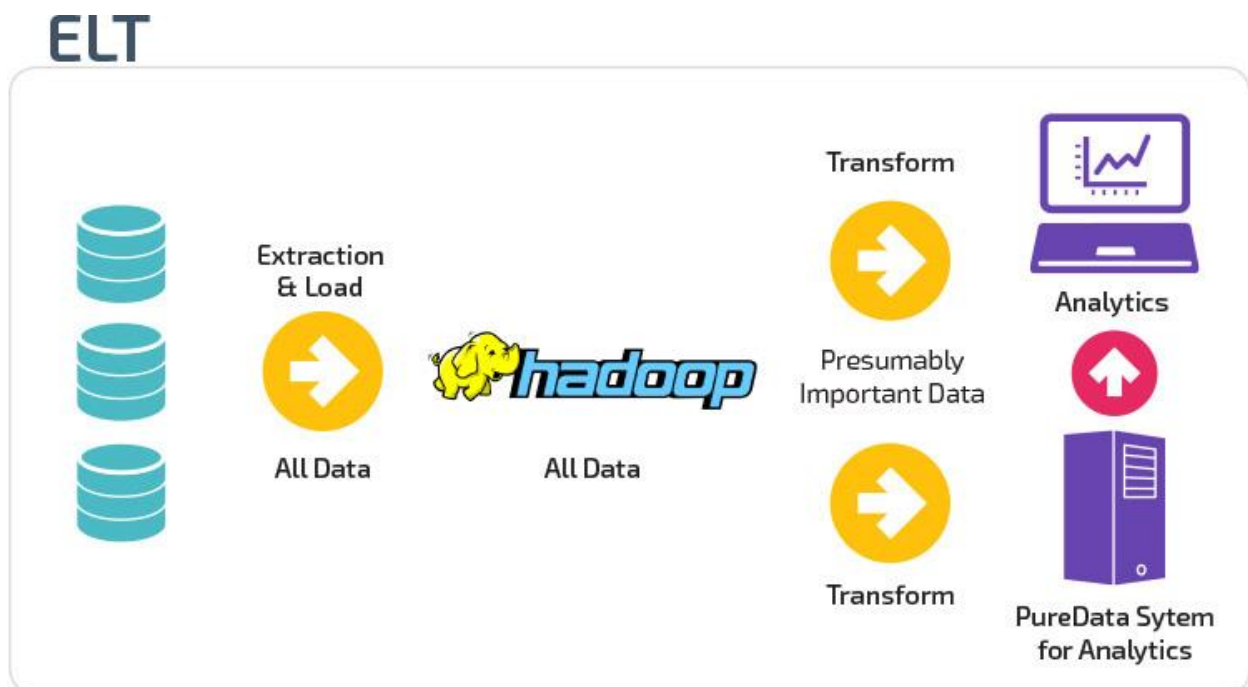 ELT
Extraction
& Load
All Data
hadoop
All Data
Transform
Presumably
Important Data
Transform
Analytics
PureData Sytem
for Analytics